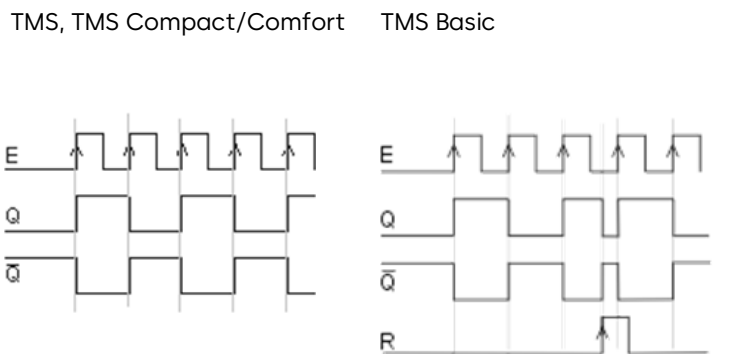 TMS, TMS Compact/Comfort
E
Q
Q̅
TMS Basic
E
Q
Q̅
R